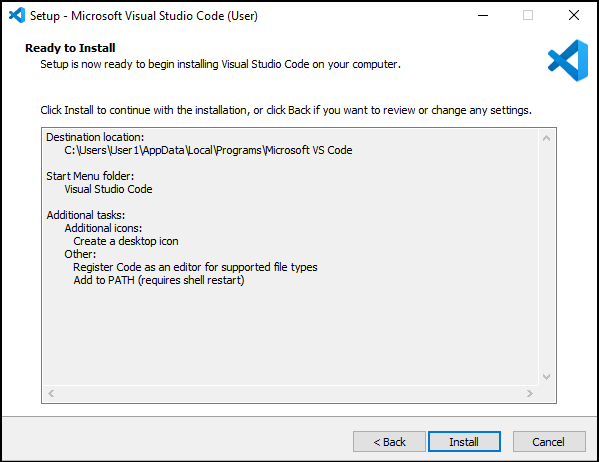 Setup - Microsoft Visual Studio Code (User)
Ready to Install
Setup is now ready to begin installing Visual Studio Code on your computer.
Click Install to continue with the installation, or click Back if you want to review or change any settings.
Destination location:
C:\Users\User1\AppData\Local\Programs\Microsoft VS Code
Start Menu folder:
Visual Studio Code
Additional tasks:
Additional icons:
Create a desktop icon
Other:
Register Code as an editor for supported file types
Add to PATH (requires shell restart)
< Back Install Cancel